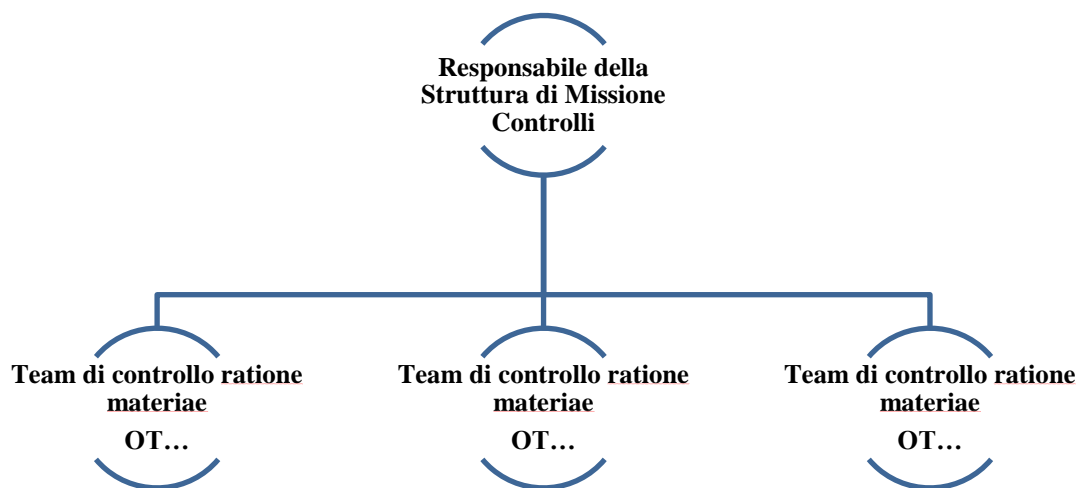 Responsabile della
Struttura di Missione
Controlli
Team di controllo ratione
materiae
OT…
Team di controllo ratione
materiae
OT…
Team di controllo ratione
materiae
OT…